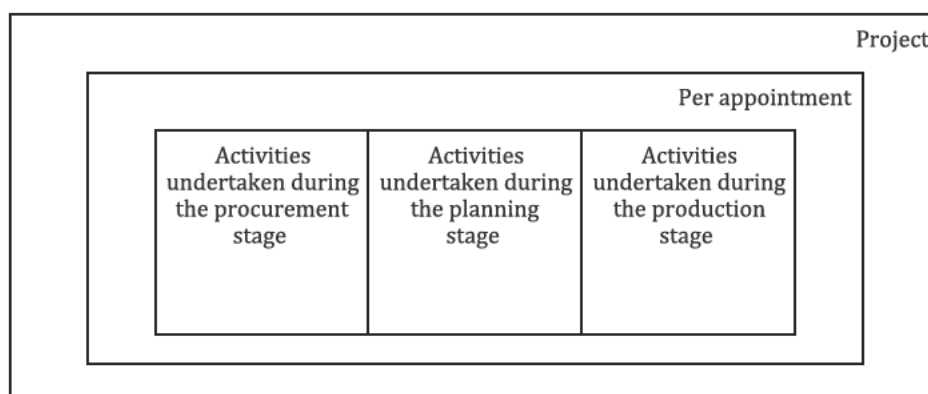 Project
Per appointment
Activities
undertaken during
the procurement
stage
Activities
undertaken during
the planning
stage
Activities
undertaken during
the production
stage